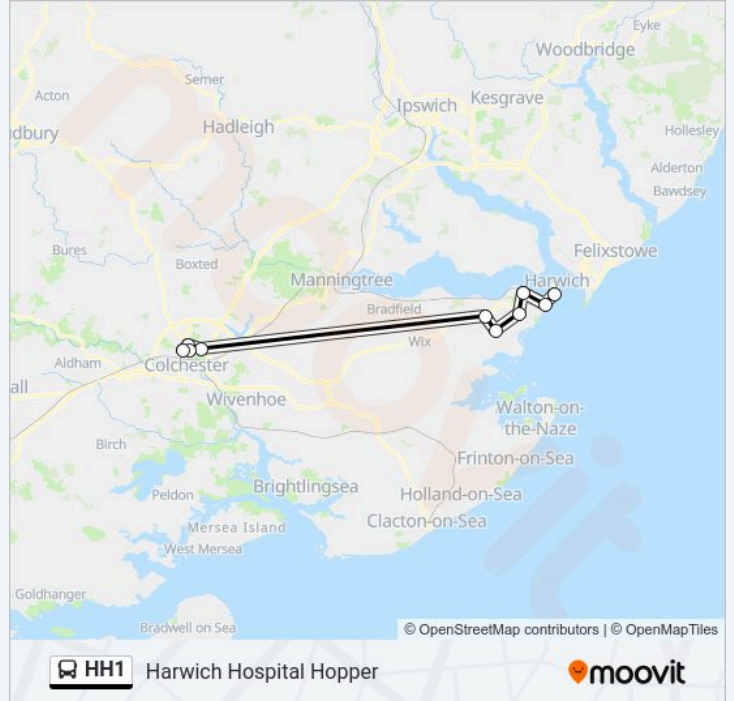 Eyke
Woodbridge
Semer
Acton
Ipswich
Kesgrave
dbury
Hadleigh
Hollesley
Alderton
Bawdsey
Bures
Boxted
Felixstowe
Manningtree
Harwich
Bradfield
Wix
Aldham
Colchester
all
Wivenhoe
Walton-on-
the-Naze
Birch
Frinton-on-Sea
Peldon
Brightlingsea
Holland-on-Sea
Mersea Island
Clacton-on-Sea
West Mersea
Goldhanger
Bradwell on Sea
© OpenStreetMap contributors | © OpenMapTiles
HH1 Harwich Hospital Hopper
moovit
moovit